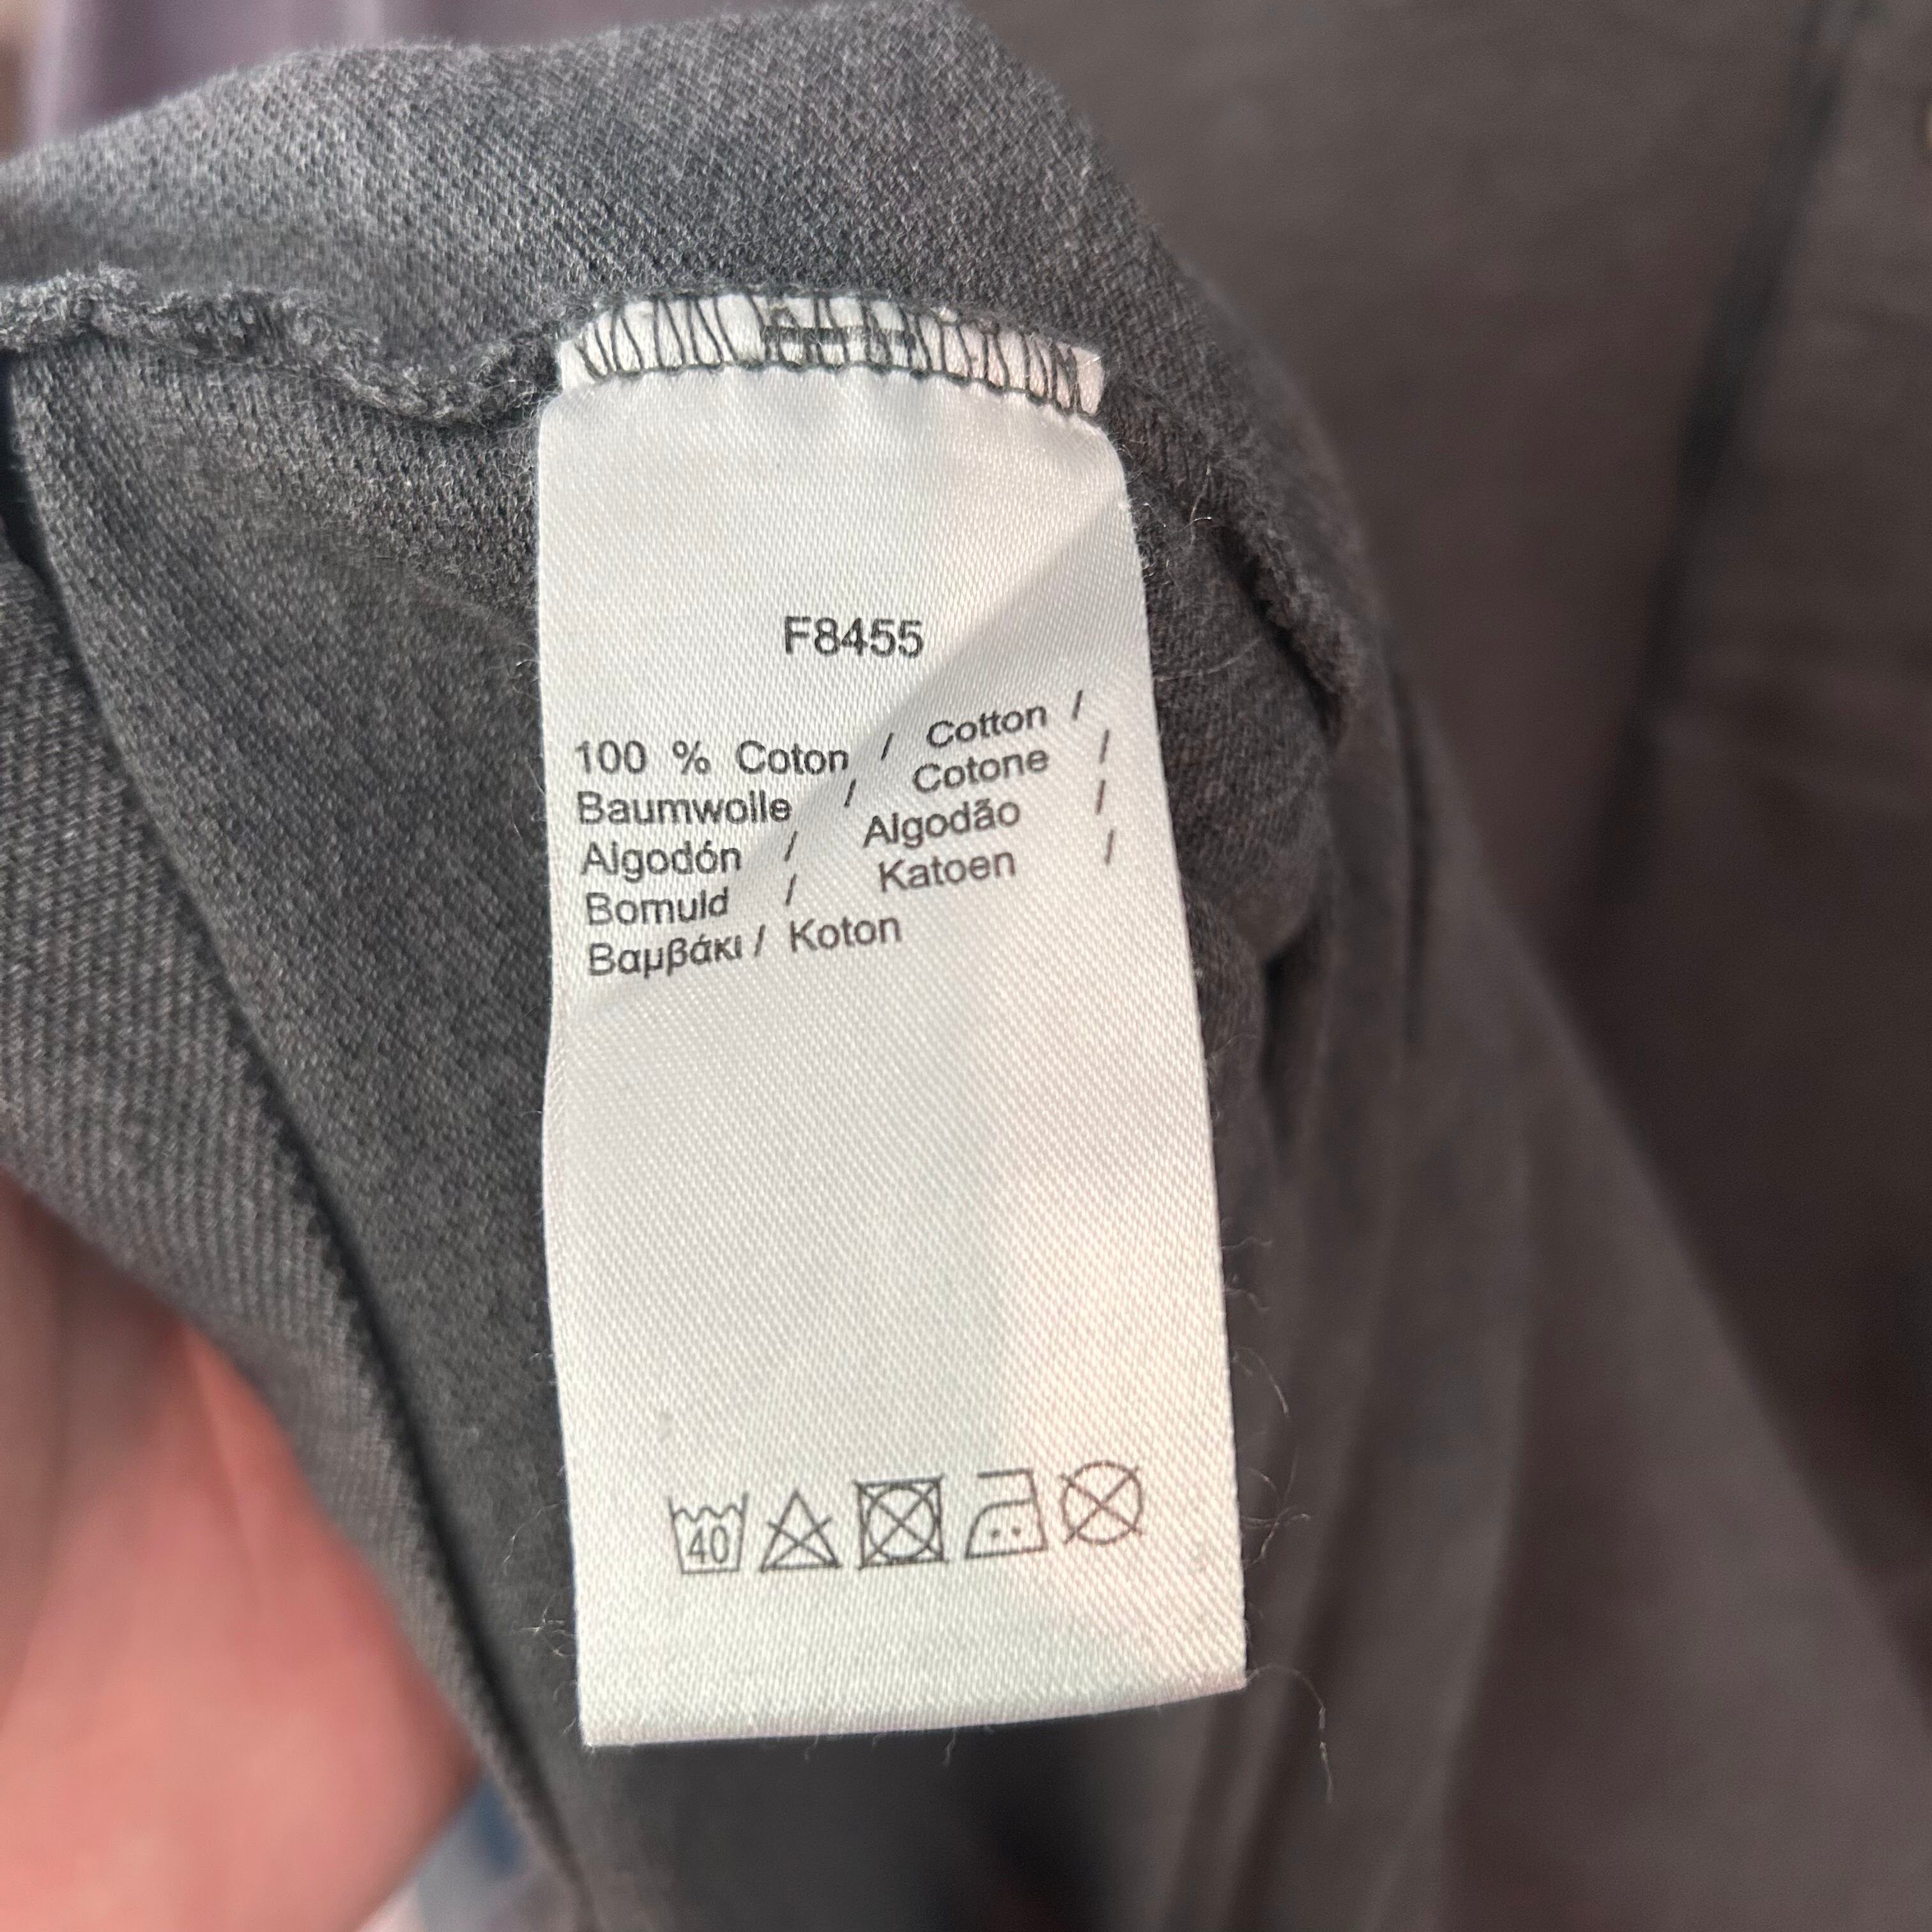 F8455
100 % Coton / Cotton /
Baumwolle / Cotone /
Algodón / Algodão /
Bomuld / Katoen /
Βαμβάκι / Koton
40